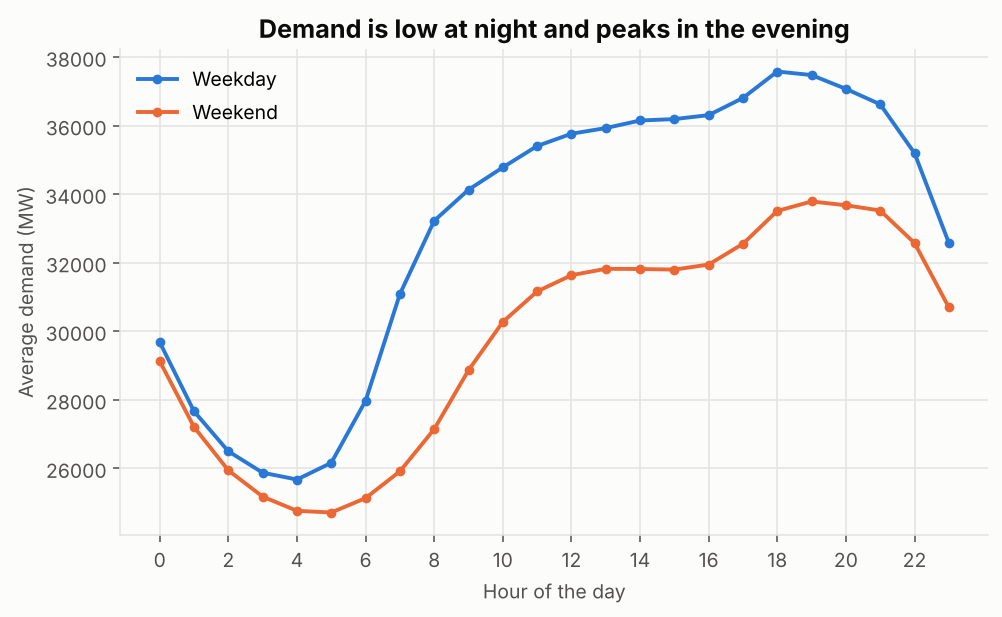 Demand is low at night and peaks in the evening
Weekday
Weekend
Average demand (MW)
38000
36000
34000
32000
30000
28000
26000
0 2 4 6 8 10 12 14 16 18 20 22
Hour of the day